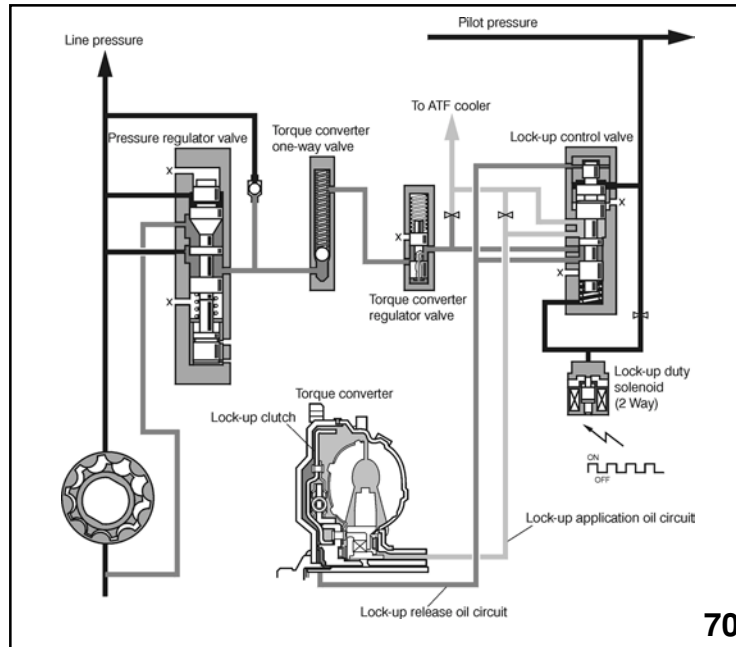 Pilot pressure
Line pressure
To ATF cooler
Pressure regulator valve
Torque converter
one-way valve
Lock-up control valve
x
x
x
x
x
Torque converter
regulator valve
Lock-up duty
solenoid
(2 Way)
Torque converter
Lock-up clutch
ON
OFF
Lock-up application oil circuit
Lock-up release oil circuit
70